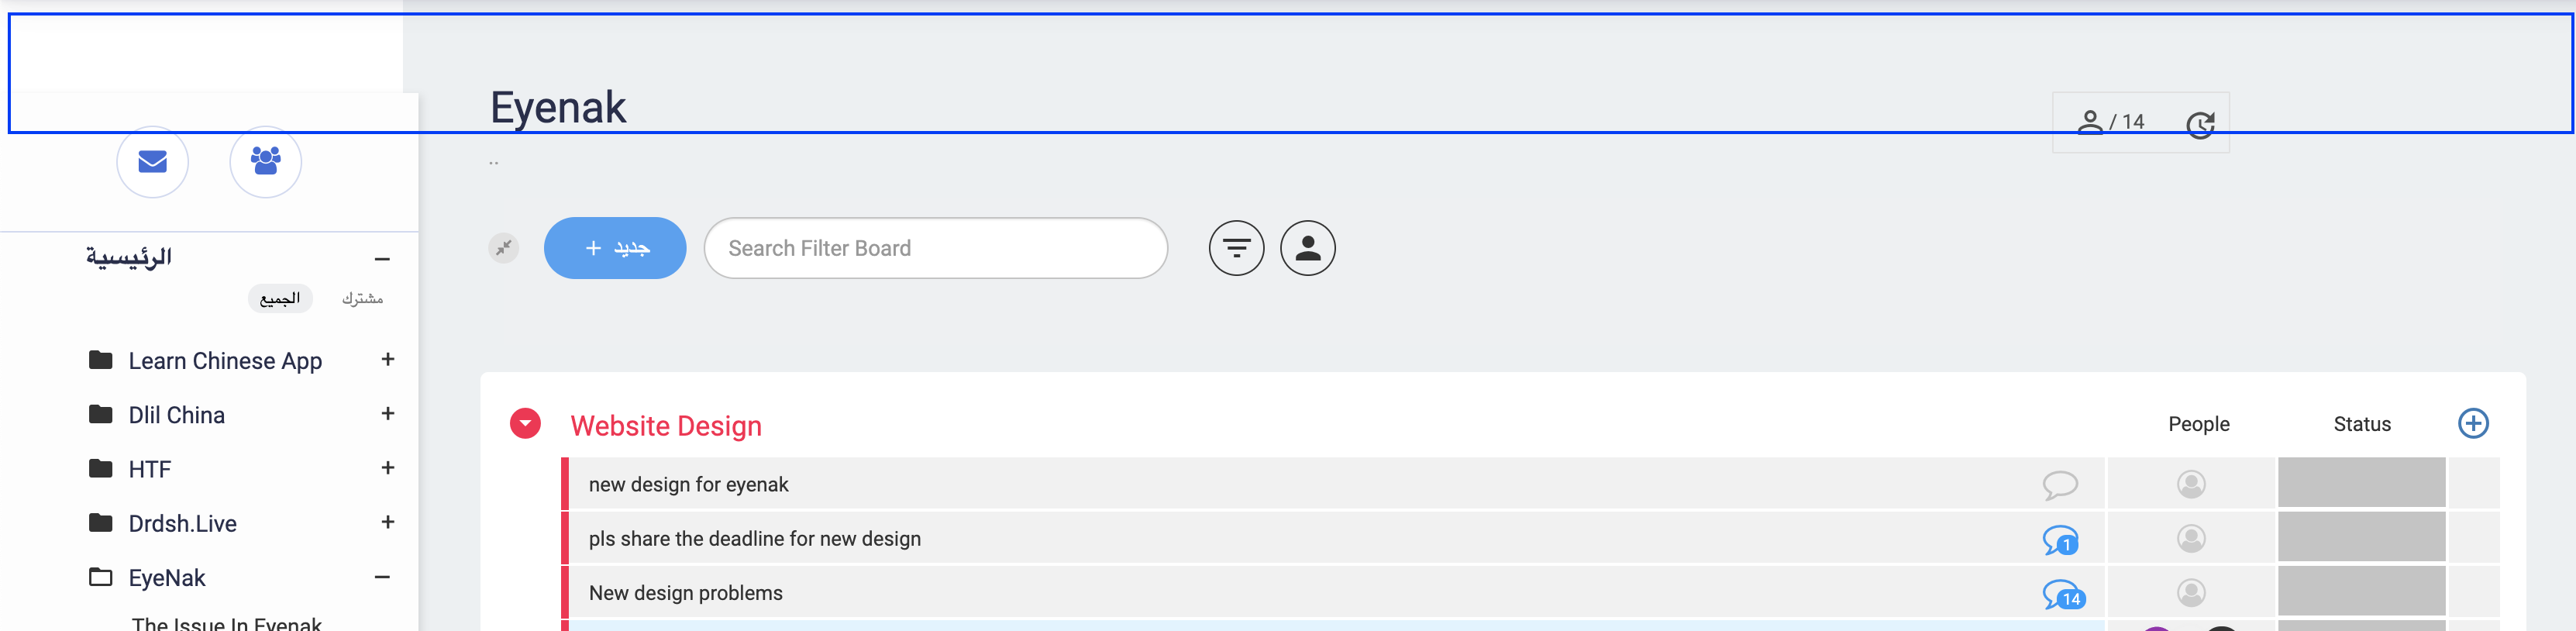 Eyenak
/ 14
..
+ جديد
Search Filter Board
الرئيسية
الجميع
مشترك
Learn Chinese App +
Dlil China +
HTF +
Drdsh.Live +
EyeNak
The Issue In Eyenak
Website Design
People
Status
new design for eyenak
pls share the deadline for new design
1
New design problems
14